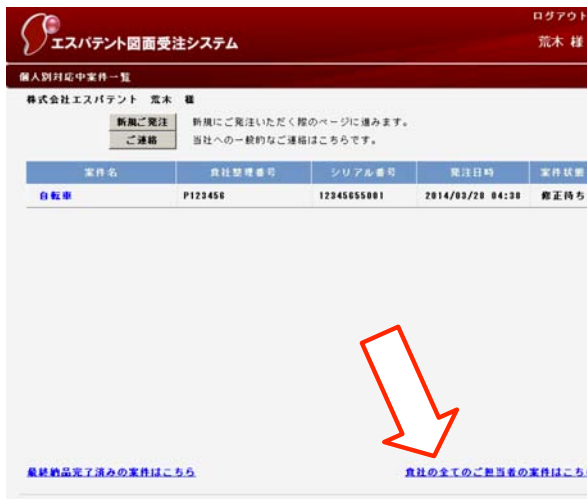 ログアウト
エスパテント図面受注システム
荒木 様
個人別対応中案件一覧
株式会社エスパテント 荒木 様
新規ご発注 新規にご発注いただく際のページに進みます。
ご連絡 当社への一般的なご連絡はこちらです。
案件名 貴社整理番号 シリアル番号 発注日時 案件状態
自転車 P123456 12345655001 2014/03/28 04:30 修正待ち
最終納品完了済みの案件はこちら 貴社の全てのご担当者の案件はこちら